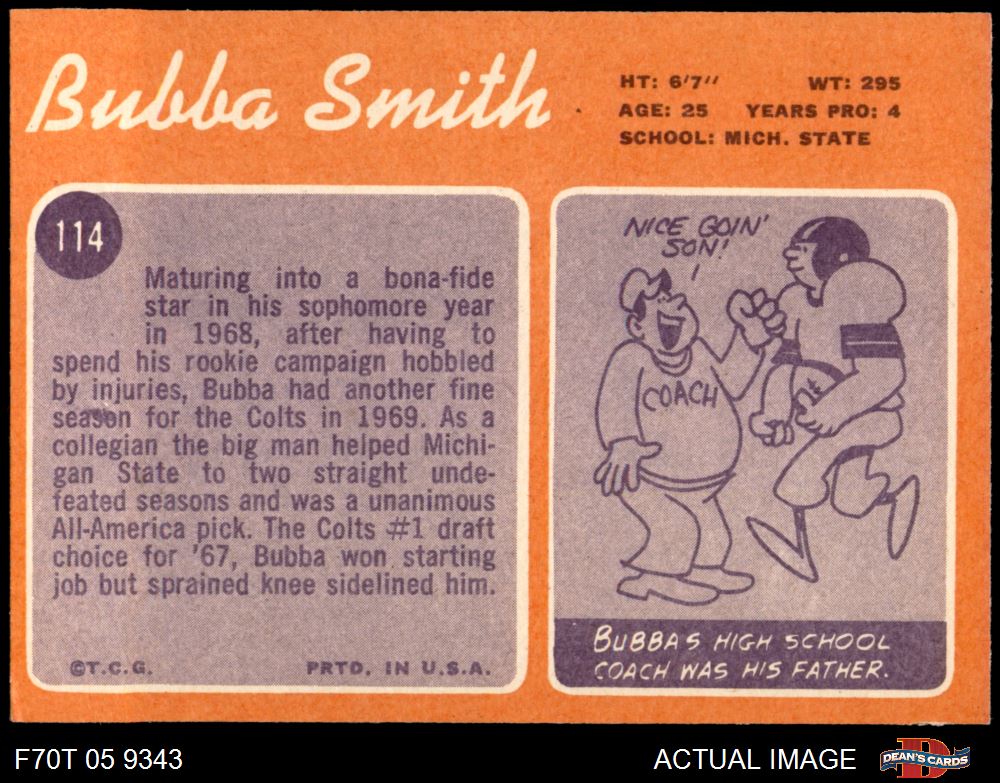 Bubba Smith
HT: 6'7" WT: 295
AGE: 25 YEARS PRO: 4
SCHOOL: MICH. STATE
114
Maturing into a bona-fide
star in his sophomore year
in 1968, after having to
spend his rookie campaign hobbled
by injuries, Bubba had another fine
season for the Colts in 1969. As a
collegian the big man helped Michi-
gan State to two straight unde-
feated seasons and was a unanimous
All-America pick. The Colts #1 draft
choice for '67, Bubba won starting
job but sprained knee sidelined him.
©T.C.G. PRTD. IN U.S.A.
NICE GOIN'
SON!
COACH
BUBBAS HIGH SCHOOL
COACH WAS HIS FATHER.
F70T 05 9343
ACTUAL IMAGE
DEAN'S CARDS